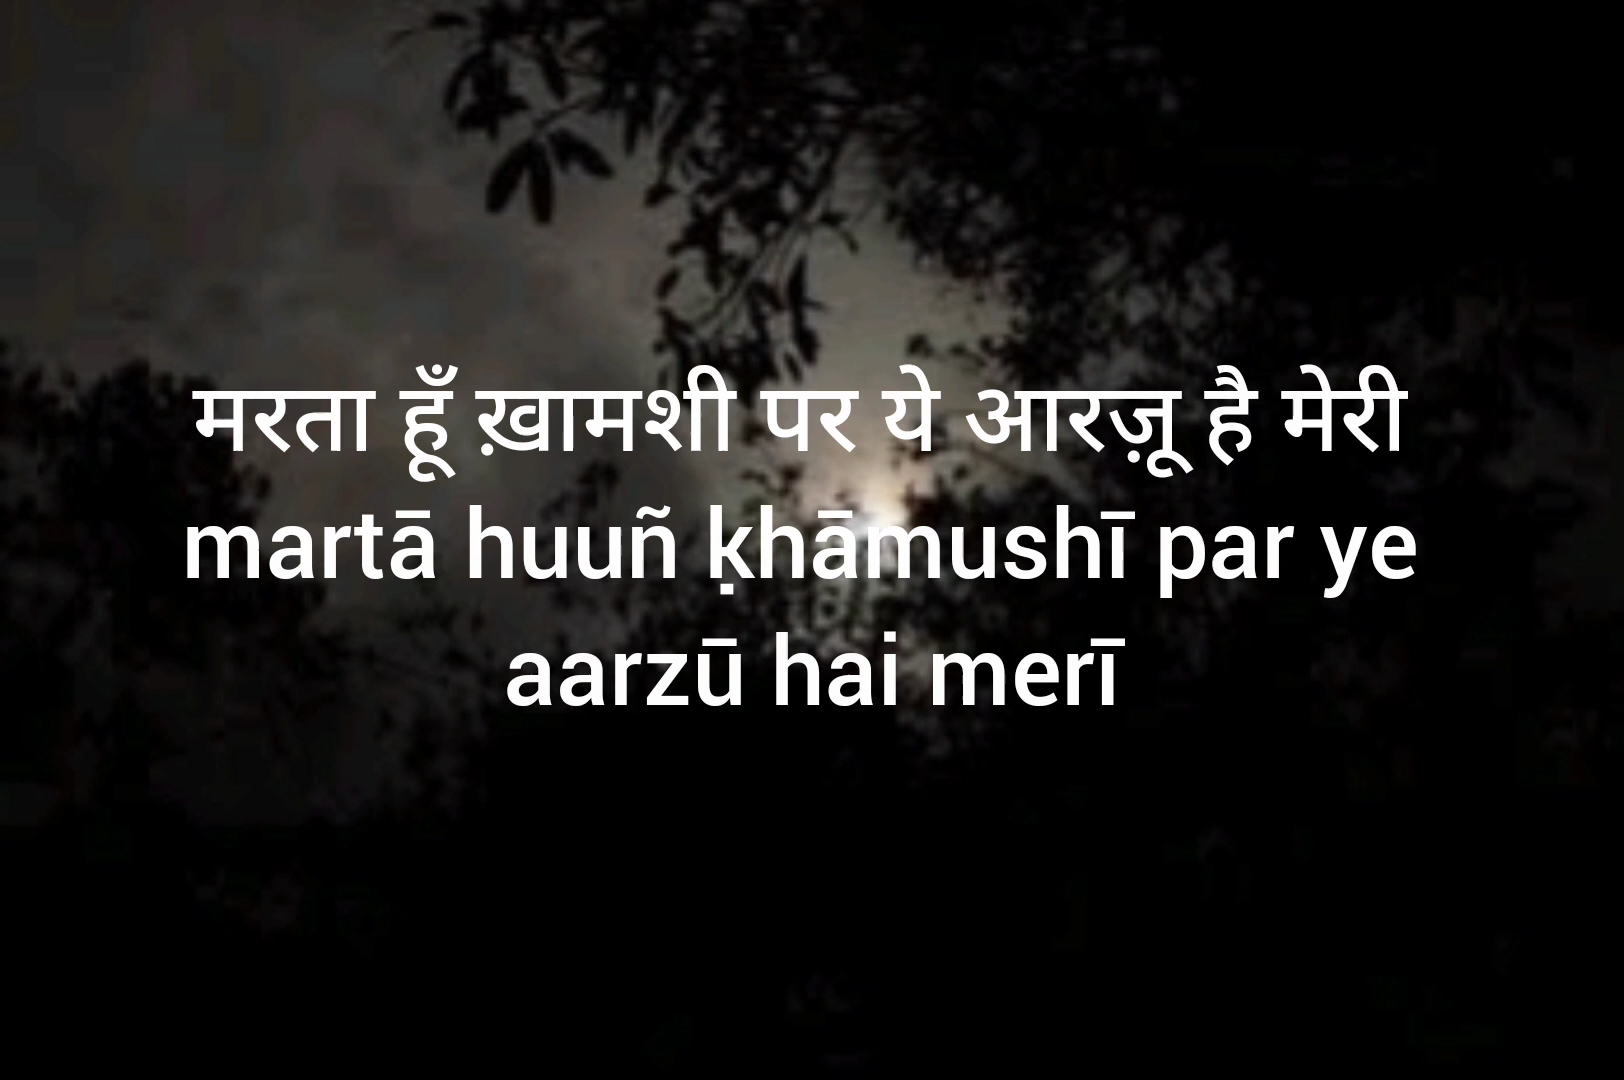 मरता हूँ ख़ामशी पर ये आरज़ू है मेरी
martā huuñ ḳhāmushī par ye
aarzū hai merī